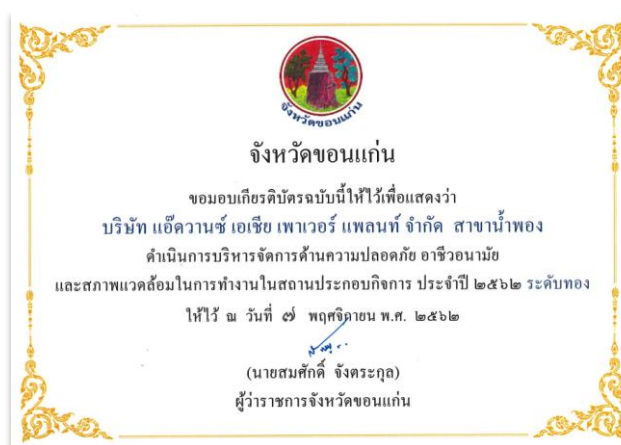 จังหวัดขอนแก่น
จังหวัดขอนแก่น
ขอมอบเกียรติบัตรฉบับนี้ให้ไว้เพื่อแสดงว่า
บริษัท แอ๊ดวานซ์ เอเชีย เพาเวอร์ แพลนท์ จำกัด สาขาน้ำพอง
ดำเนินการบริหารจัดการด้านความปลอดภัย อาชีวอนามัย
และสภาพแวดล้อมในการทำงานในสถานประกอบกิจการ ประจำปี ๒๕๖๒ ระดับทอง
ให้ไว้ ณ วันที่ ๗ พฤศจิกายน พ.ศ. ๒๕๖๒
(นายสมศักดิ์ จังตระกุล)
ผู้ว่าราชการจังหวัดขอนแก่น